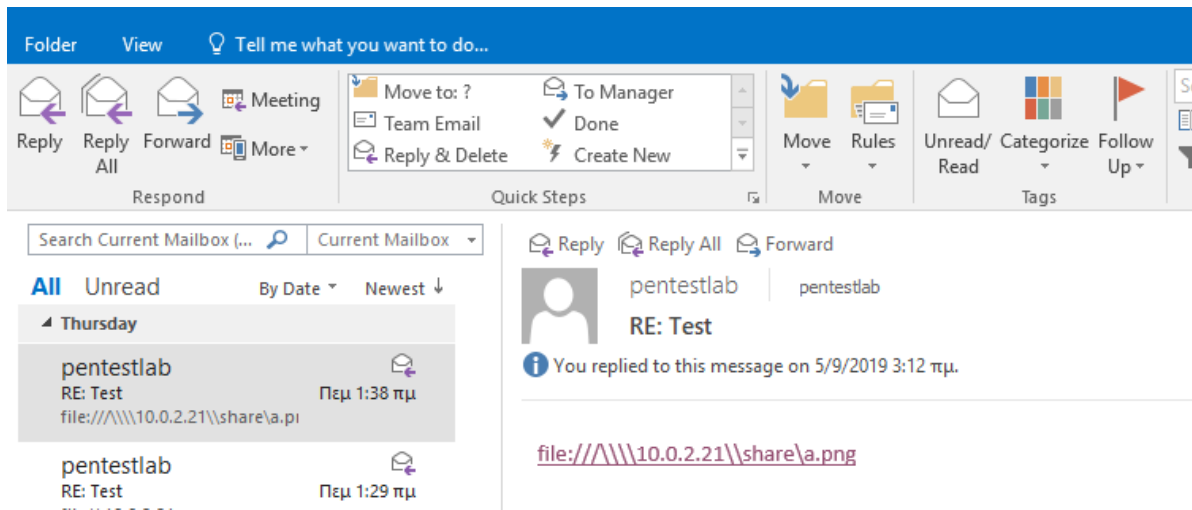 Folder View Tell me what you want to do...
Reply
Reply All
Forward
Meeting
More
Respond
Move to: ?
Team Email
Reply & Delete
To Manager
Done
Create New
Quick Steps
Move
Rules
Move
Unread/ Read
Categorize
Follow Up
Tags
Search Current Mailbox (... Current Mailbox
All Unread By Date Newest
Thursday
pentestlab
RE: Test Πεμ 1:38 πμ
file:///\\\\10.0.2.21\\share\a.p
pentestlab
RE: Test Πεμ 1:29 πμ
Reply Reply All Forward
pentestlab pentestlab
RE: Test
You replied to this message on 5/9/2019 3:12 πμ.
file:///\\\\10.0.2.21\\share\a.png